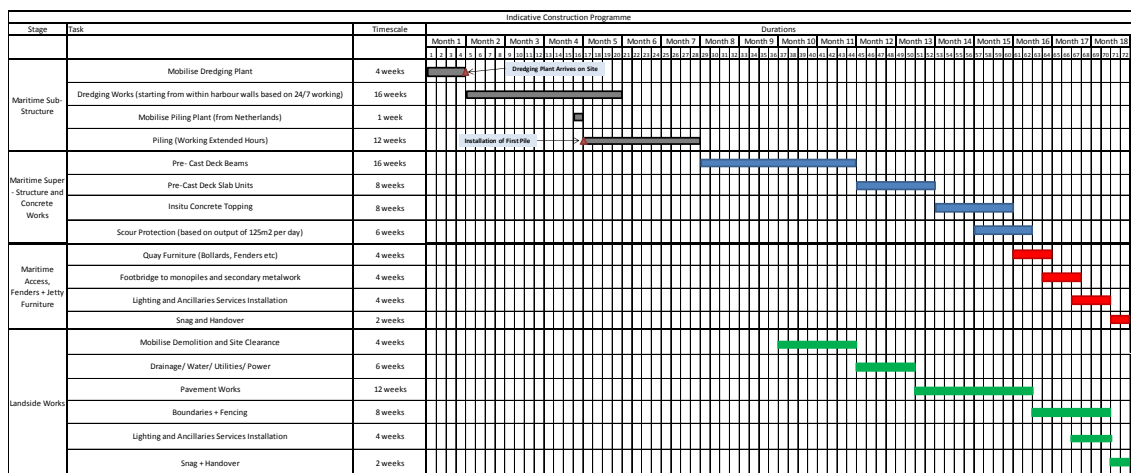 Indicative Construction Programme
Stage Task Timescale Durations
Month 1 Month 2 Month 3 Month 4 Month 5 Month 6 Month 7 Month 8 Month 9 Month 10 Month 11 Month 12 Month 13 Month 14 Month 15 Month 16 Month 17 Month 18
1 2 3 4 5 6 7 8 9 10 11 12 13 14 15 16 17 18 19 20 21 22 23 24 25 26 27 28 29 30 31 32 33 34 35 36 37 38 39 40 41 42 43 44 45 46 47 48 49 50 51 52 53 54 55 56 57 58 59 60 61 62 63 64 65 66 67 68 69 70 71 72
Maritime Sub-
Structure
Mobilise Dredging Plant 4 weeks
Dredging Plant Arrives on Site
Dredging Works (starting from within harbour walls based on 24/7 working) 16 weeks
Mobilise Piling Plant (from Netherlands) 1 week
Piling (Working Extended Hours) 12 weeks
Installation of First Pile
Maritime Super
- Structure and
Concrete
Works
Pre- Cast Deck Beams 16 weeks
Pre-Cast Deck Slab Units 8 weeks
Insitu Concrete Topping 8 weeks
Scour Protection (based on output of 125m2 per day) 6 weeks
Maritime
Access,
Fenders + Jetty
Furniture
Quay Furniture (Bollards, Fenders etc) 4 weeks
Footbridge to monopiles and secondary metalwork 4 weeks
Lighting and Ancillaries Services Installation 4 weeks
Snag and Handover 2 weeks
Landside Works
Mobilise Demolition and Site Clearance 4 weeks
Drainage/ Water/ Utilities/ Power 6 weeks
Pavement Works 12 weeks
Boundaries + Fencing 8 weeks
Lighting and Ancillaries Services Installation 4 weeks
Snag + Handover 2 weeks